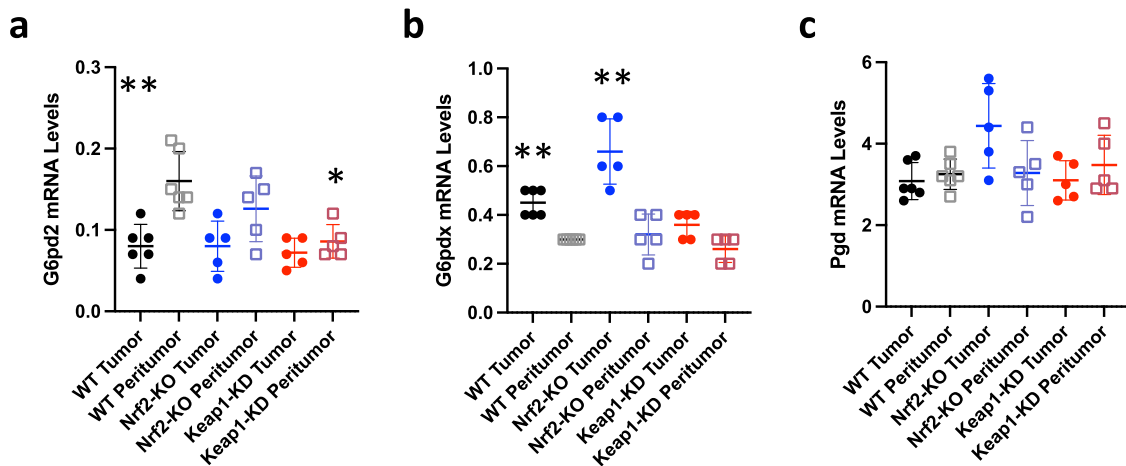 a
b
c
G6pd2 mRNA Levels
0.3
0.2
0.1
0.0
**
*
WT Tumor
WT Peritumor
Nrf2-KO Tumor
Nrf2-KO Peritumor
Keap1-KD Tumor
Keap1-KD Peritumor
G6pdx mRNA Levels
1.0
0.8
0.6
0.4
0.2
0.0
**
**
WT Tumor
WT Peritumor
Nrf2-KO Tumor
Nrf2-KO Peritumor
Keap1-KD Tumor
Keap1-KD Peritumor
Pgd mRNA Levels
6
4
2
0
WT Tumor
WT Peritumor
Nrf2-KO Tumor
Nrf2-KO Peritumor
Keap1-KD Tumor
Keap1-KD Peritumor